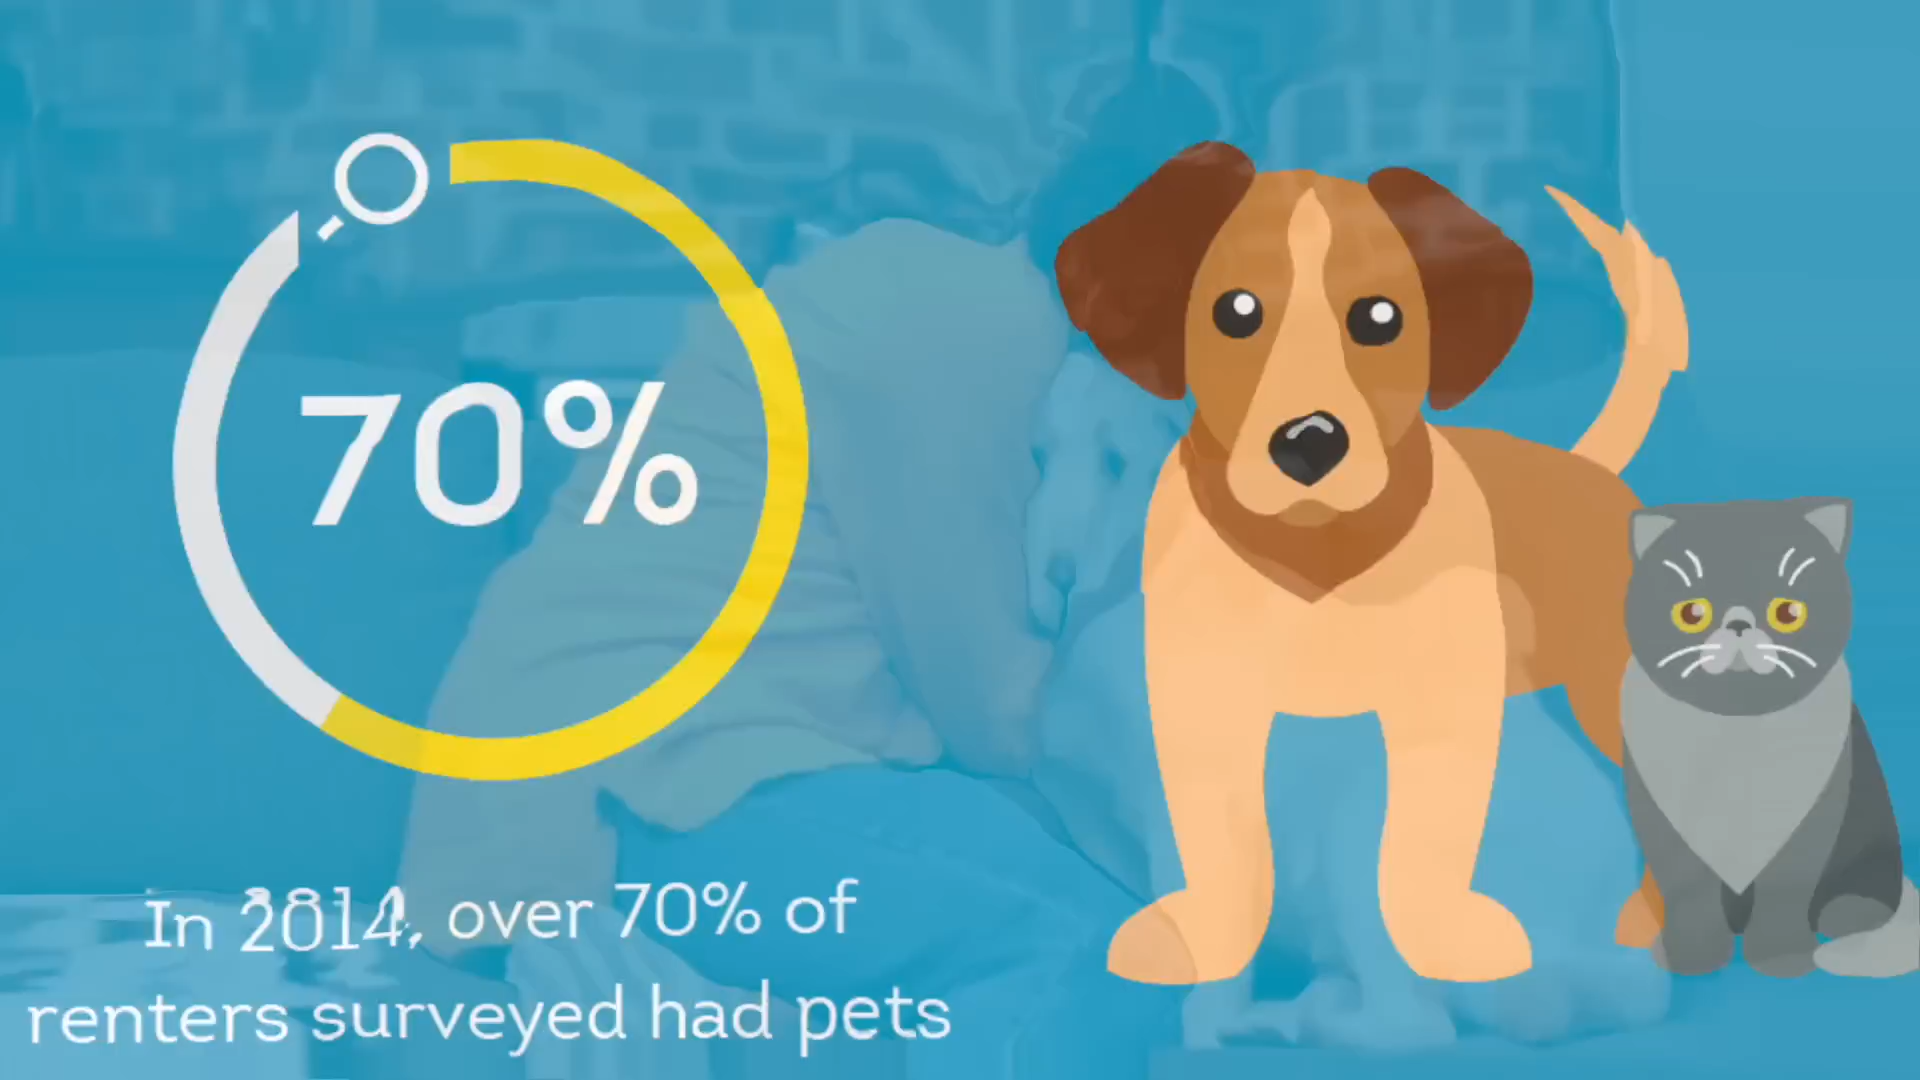 70%
In 2014, over 70% of
renters surveyed had pets